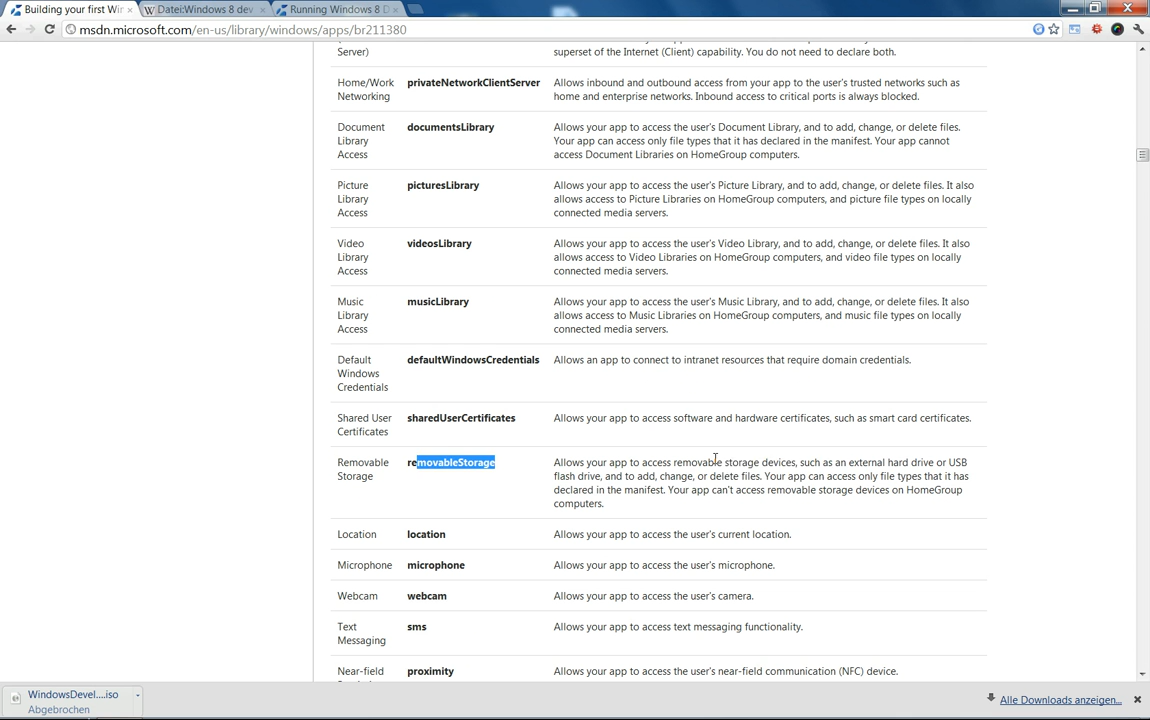 Building your first Wir
Datei:Windows 8 dev
Running Windows 8 D
msdn.microsoft.com/en-us/library/windows/apps/br211380
Server)
superset of the Internet (Client) capability. You do not need to declare both.
Home/Work
Networking
privateNetworkClientServer
Allows inbound and outbound access from your app to the user's trusted networks such as
home and enterprise networks. Inbound access to critical ports is always blocked.
Document
Library
Access
documentsLibrary
Allows your app to access the user's Document Library, and to add, change, or delete files.
Your app can access only file types that it has declared in the manifest. Your app cannot
access Document Libraries on HomeGroup computers.
Picture
Library
Access
picturesLibrary
Allows your app to access the user's Picture Library, and to add, change, or delete files. It also
allows access to Picture Libraries on HomeGroup computers, and picture file types on locally
connected media servers.
Video
Library
Access
videosLibrary
Allows your app to access the user's Video Library, and to add, change, or delete files. It also
allows access to Video Libraries on HomeGroup computers, and video file types on locally
connected media servers.
Music
Library
Access
musicLibrary
Allows your app to access the user's Music Library, and to add, change, or delete files. It also
allows access to Music Libraries on HomeGroup computers, and music file types on locally
connected media servers.
Default
Windows
Credentials
defaultWindowsCredentials
Allows an app to connect to intranet resources that require domain credentials.
Shared User
Certificates
sharedUserCertificates
Allows your app to access software and hardware certificates, such as smart card certificates.
Removable
Storage
removableStorage
Allows your app to access removable storage devices, such as an external hard drive or USB
flash drive, and to add, change, or delete files. Your app can access only file types that it has
declared in the manifest. Your app can't access removable storage devices on HomeGroup
computers.
Location
location
Allows your app to access the user's current location.
Microphone
microphone
Allows your app to access the user's microphone.
Webcam
webcam
Allows your app to access the user's camera.
Text
Messaging
sms
Allows your app to access text messaging functionality.
Near-field
proximity
Allows your app to access the user's near-field communication (NFC) device.
WindowsDevel....iso
Abgebrochen
Alle Downloads anzeigen...